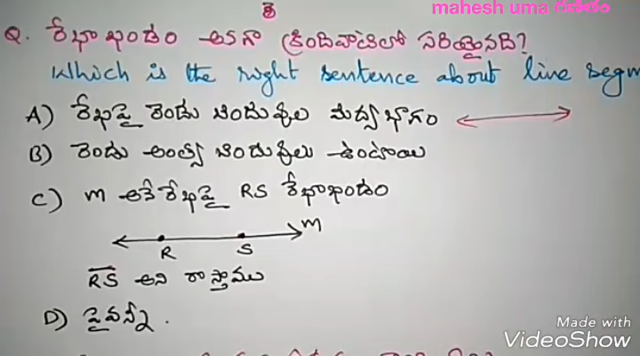 mahesh uma గణితం
Q. రేఖా ఖండం అనగా క్రిందివాటిలో సరియైనది?
Which is the right sentence about line segm
A) రేఖపై రెండు బిందువుల మధ్య భాగం
B) రెండు అంత్య బిందువులు ఉంటాయి
C) m అనే రేఖపై RS రేఖాఖండం
m
R S
RS అని రాస్తాము
D) పైవన్నీ.
Made with
VideoShow